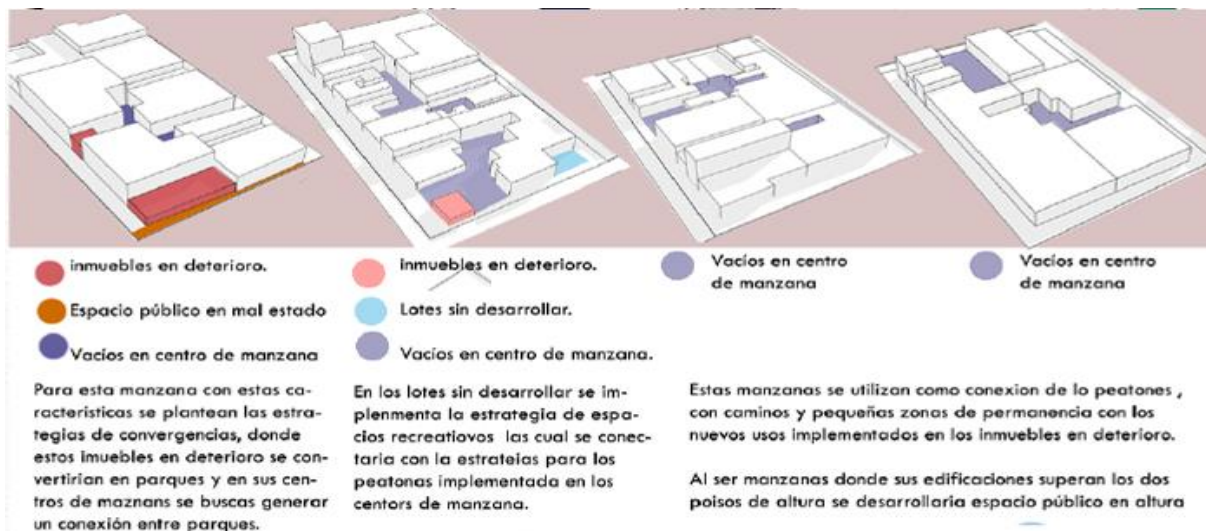 inmuebles en deterioro.
Espacio público en mal estado
Vacíos en centro de manzana
Para esta manzana con estas ca-
racteristicas se plantean las estra-
tegias de convergencias, donde
estos imuebles en deterioro se con-
vertirian en parques y en sus cen-
tros de maznans se buscas generar
un conexión entre parques.
inmuebles en deterioro.
Lotes sin desarrollar.
Vacíos en centro de manzana.
En los lotes sin desarrollar se im-
plenmenta la estrategia de espa-
cios recreatiovos las cual se conec-
taria con la estrateias para los
peatonas implementada en los
centors de manzana.
Vacíos en centro
de manzana
Vacíos en centro
de manzana
Estas manzanas se utilizan como conexion de lo peatones ,
con caminos y pequeñas zonas de permanencia con los
nuevos usos implementados en los inmuebles en deterioro.
Al ser manzanas donde sus edificaciones superan los dos
poisos de altura se desarrollaria espacio público en altura